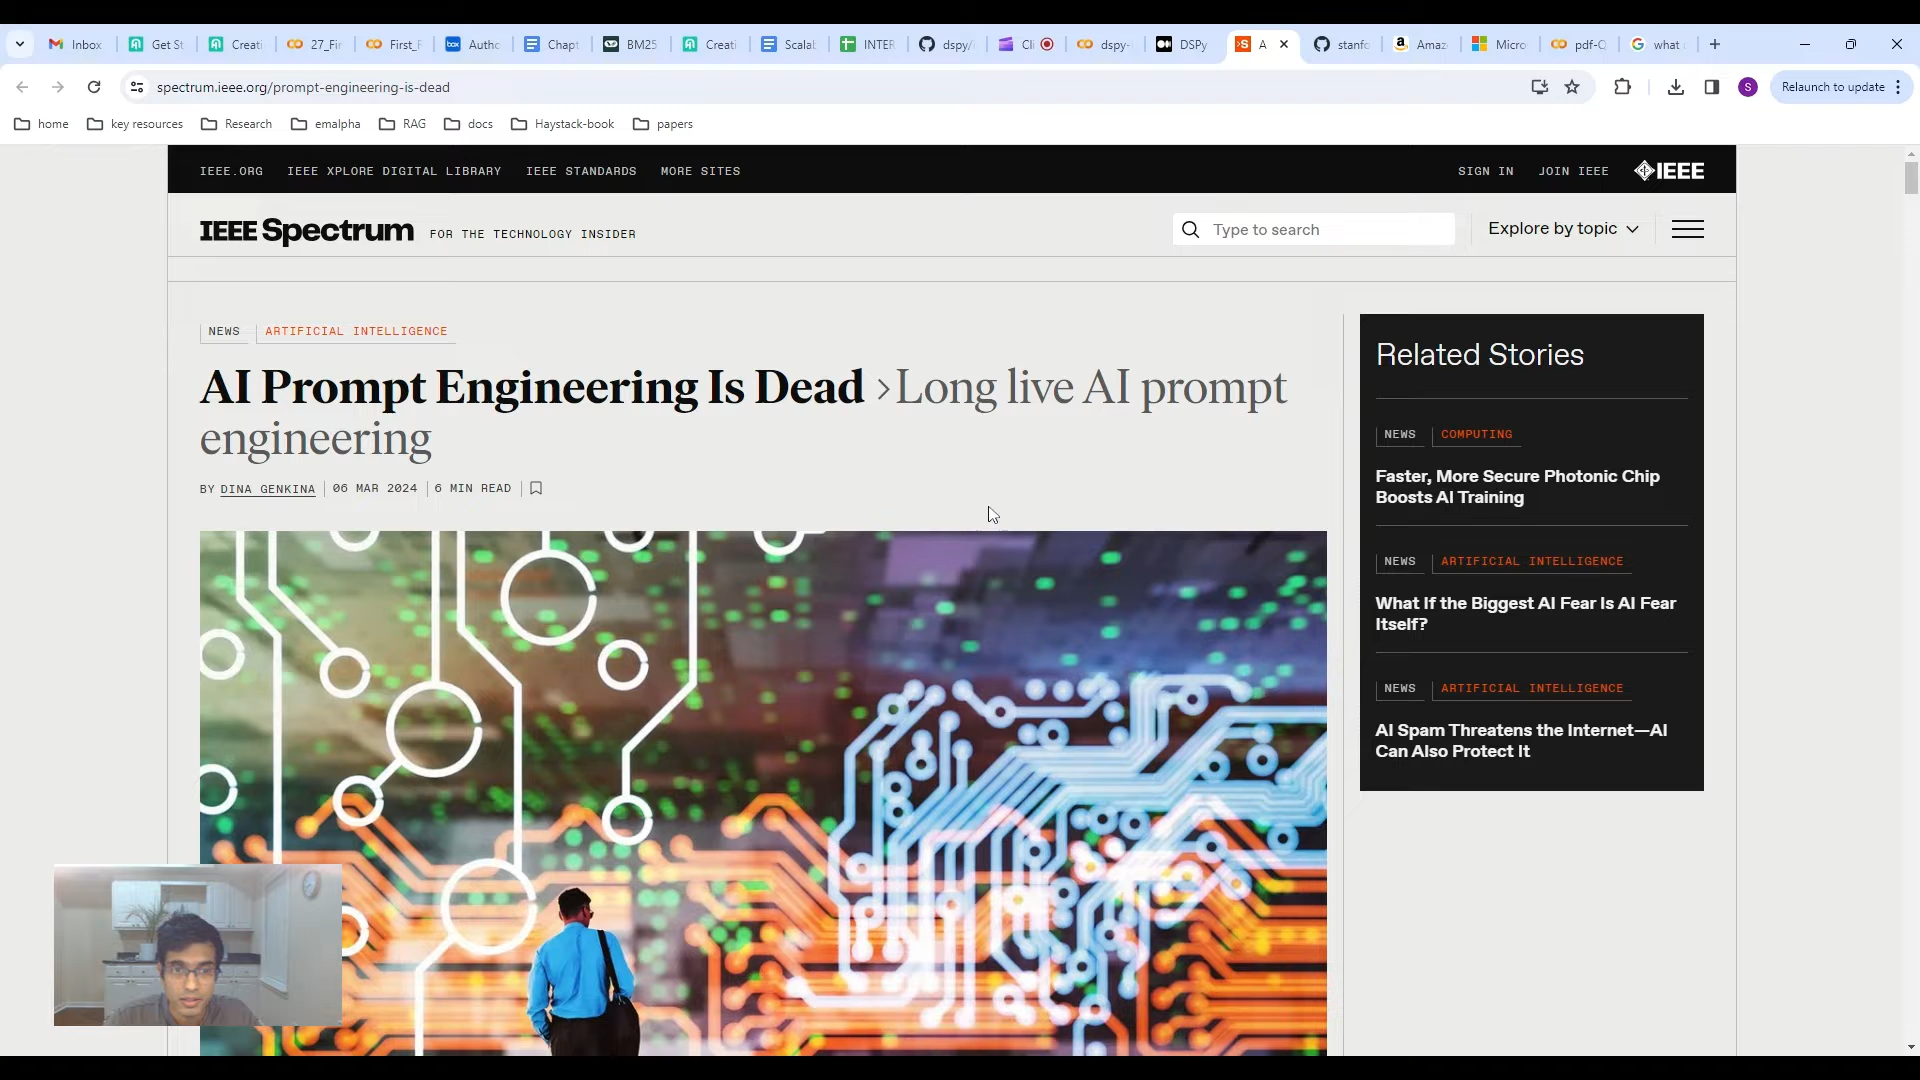 Inbox
Get St
Creati
27_Fir
First_R
Autho
Chapt
BM25
Creati
Scalal
INTER
dspy/
Cli
dspy-
DSPy
A
stanfo
Amaz
Micro
pdf-Q
what
spectrum.ieee.org/prompt-engineering-is-dead
S
Relaunch to update
home
key resources
Research
emalpha
RAG
docs
Haystack-book
papers
IEEE.ORG
IEEE XPLORE DIGITAL LIBRARY
IEEE STANDARDS
MORE SITES
SIGN IN
JOIN IEEE
IEEE
IEEE Spectrum
FOR THE TECHNOLOGY INSIDER
Type to search
Explore by topic
NEWS
ARTIFICIAL INTELLIGENCE
AI Prompt Engineering Is Dead › Long live AI prompt
engineering
BY DINA GENKINA
06 MAR 2024
6 MIN READ
Related Stories
NEWS
COMPUTING
Faster, More Secure Photonic Chip
Boosts AI Training
NEWS
ARTIFICIAL INTELLIGENCE
What If the Biggest AI Fear Is AI Fear
Itself?
NEWS
ARTIFICIAL INTELLIGENCE
AI Spam Threatens the Internet—AI
Can Also Protect It